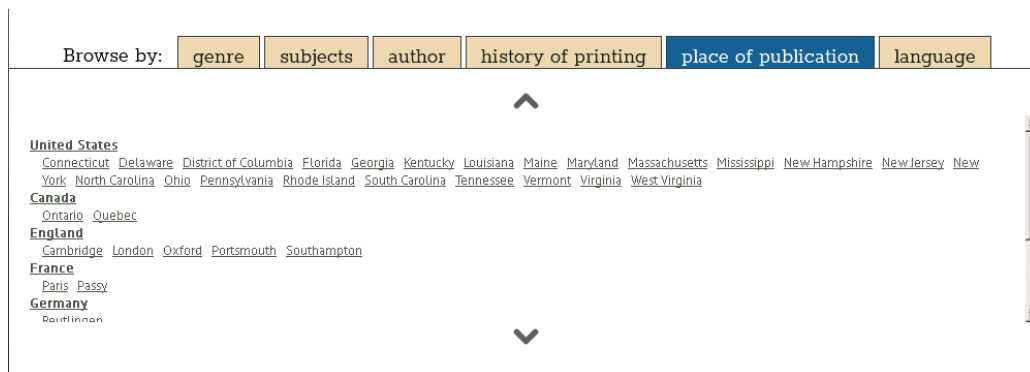 Browse by: genre subjects author history of printing place of publication language
United States
Connecticut Delaware District of Columbia Florida Georgia Kentucky Louisiana Maine Maryland Massachusetts Mississippi New Hampshire New Jersey New
York North Carolina Ohio Pennsylvania Rhode Island South Carolina Tennessee Vermont Virginia West Virginia
Canada
Ontario Quebec
England
Cambridge London Oxford Portsmouth Southampton
France
Paris Passy
Germany
Reutlingen